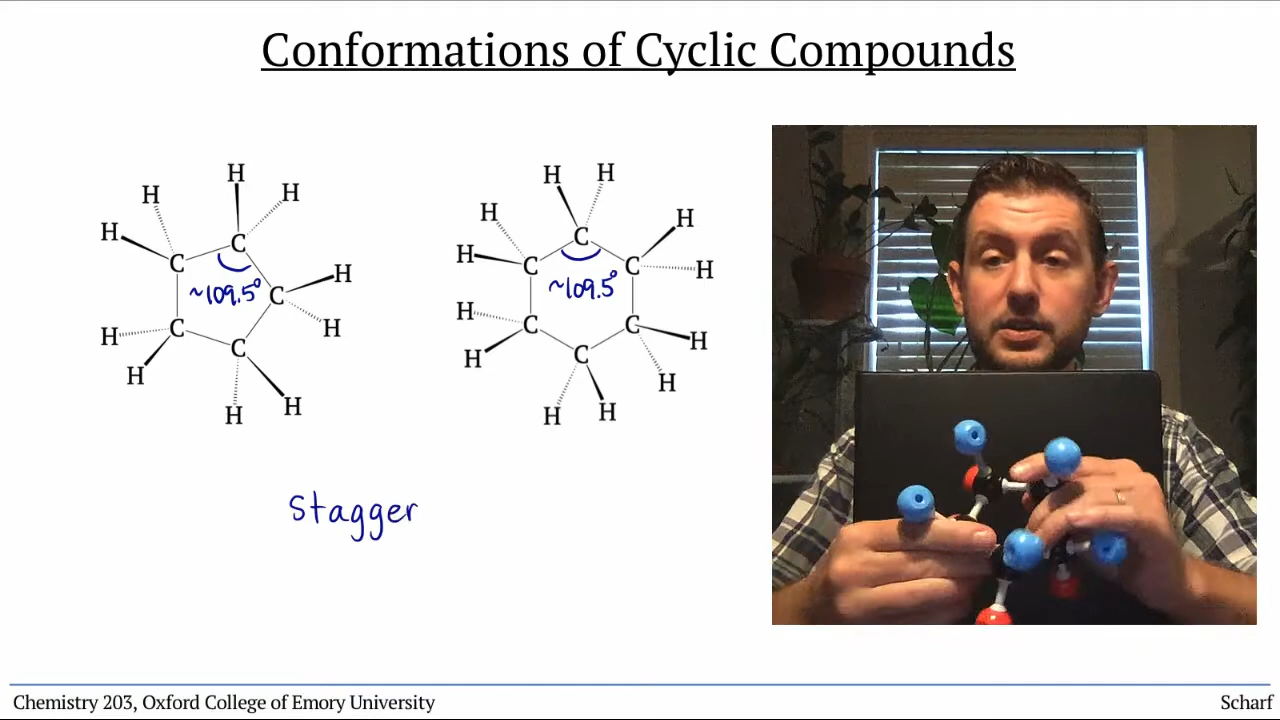 Conformations of Cyclic Compounds
H
H
H
H
C
C
~109.5°
C
H
H
H
C
C
H
H
H
H
H
H
C
H
H
C
C
H
H
~109.5°
H
C
C
H
H
C
H
H
H
Stagger
Chemistry 203, Oxford College of Emory University
Scharf